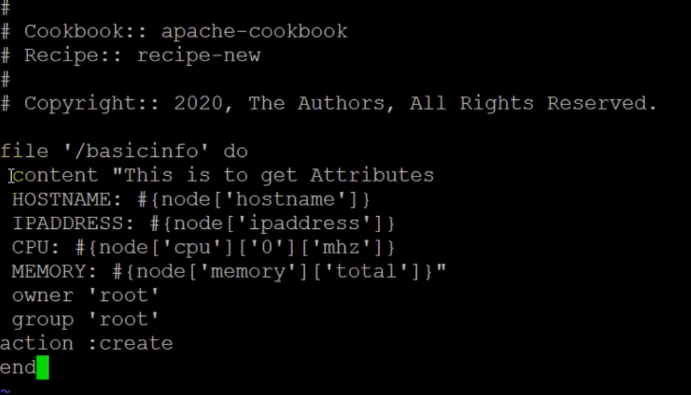 #
# Cookbook:: apache-cookbook
# Recipe:: recipe-new
#
# Copyright:: 2020, The Authors, All Rights Reserved.
file '/basicinfo' do
content "This is to get Attributes
HOSTNAME: #{node['hostname']}
IPADDRESS: #{node['ipaddress']}
CPU: #{node['cpu']['0']['mhz']}
MEMORY: #{node['memory']['total']}"
owner 'root'
group 'root'
action :create
end
~